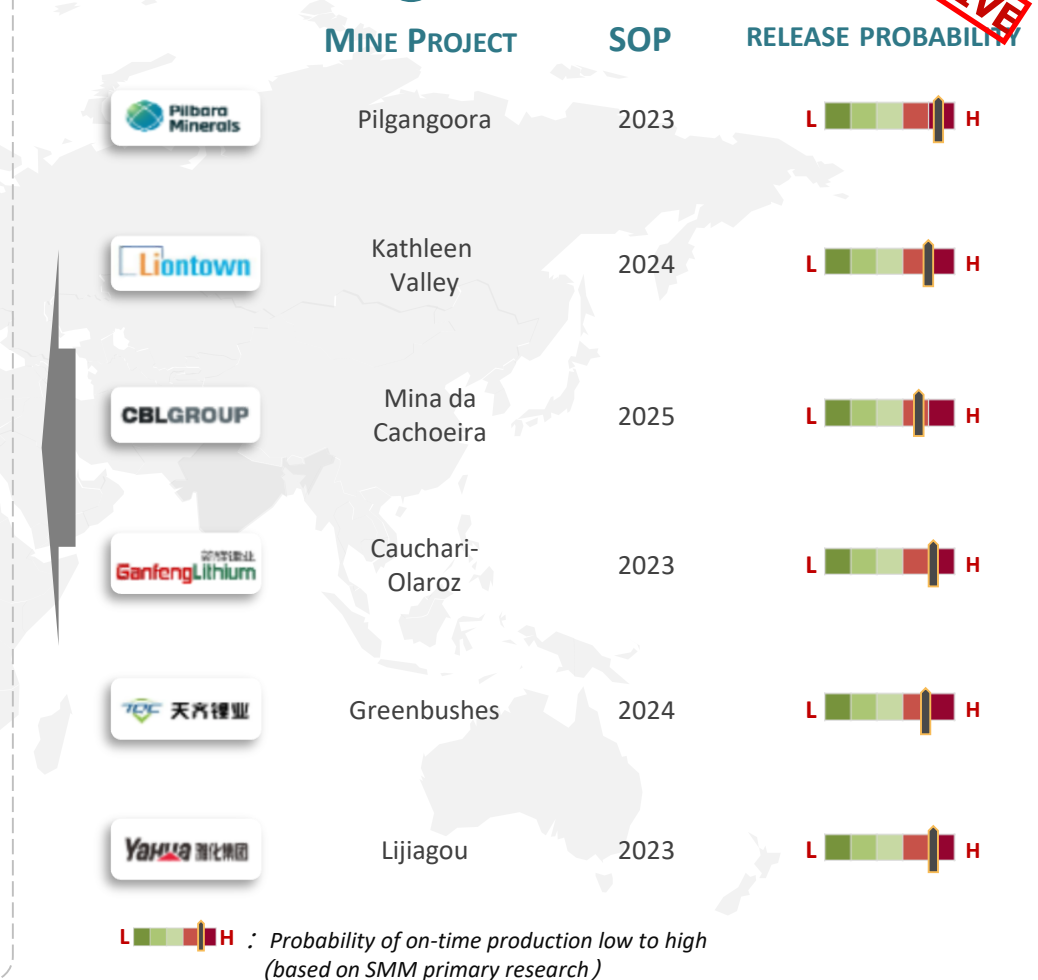 VE
MINE PROJECT SOP RELEASE PROBABILITY
Pilbara
Minerals
Pilgangoora 2023 L H
Liontown
Kathleen
Valley
2024 L H
CBLGROUP
Mina da
Cachoeira
2025 L H
GanfengLithium
Cauchari-
Olaroz
2023 L H
天齐锂业 Greenbushes 2024 L H
YaHUa 雅化集团 Lijiagou 2023 L H
L H : Probability of on-time production low to high
(based on SMM primary research)